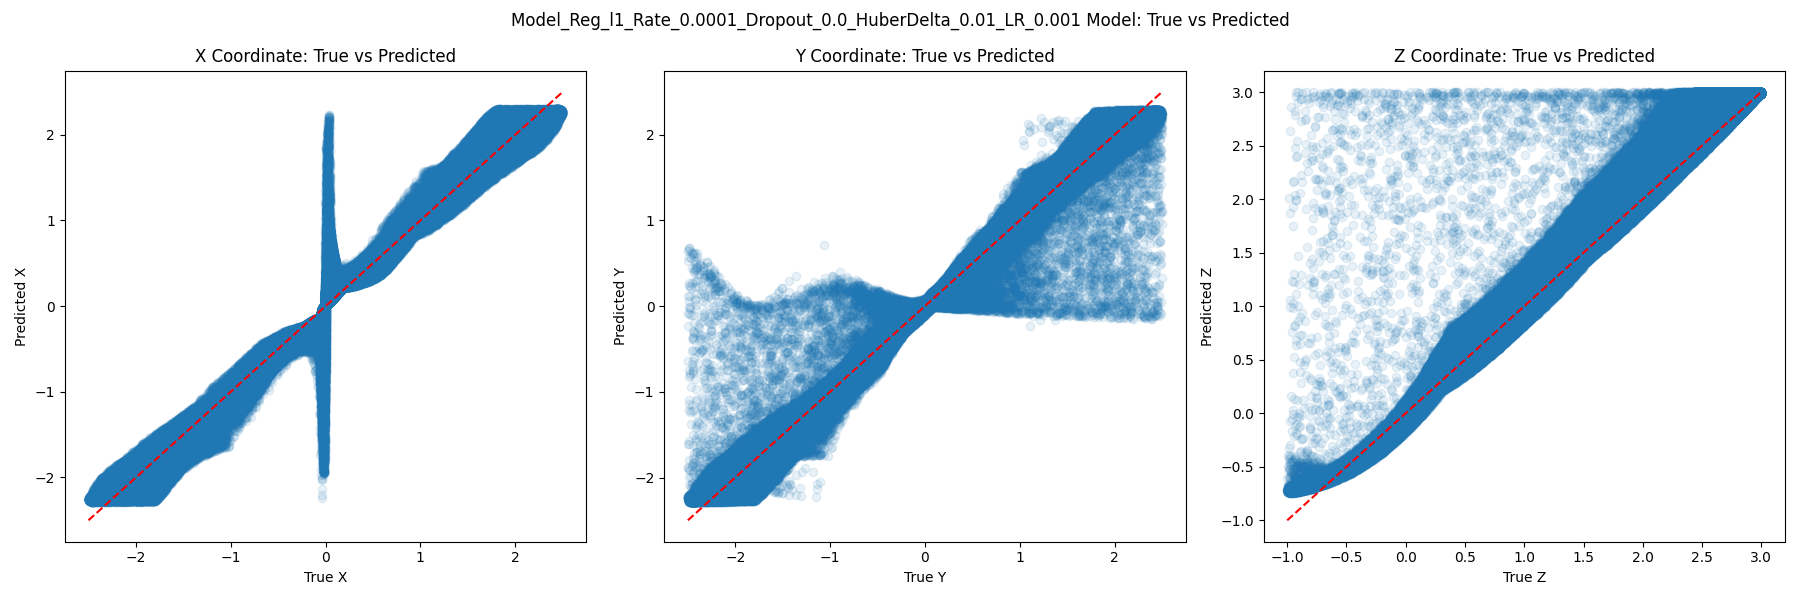 Model_Reg_l1_Rate_0.0001_Dropout_0.0_HuberDelta_0.01_LR_0.001 Model: True vs Predicted
X Coordinate: True vs Predicted
Predicted X
2
1
0
−1
−2
−2 −1 0 1 2
True X
Y Coordinate: True vs Predicted
Predicted Y
2
1
0
−1
−2
−2 −1 0 1 2
True Y
Z Coordinate: True vs Predicted
Predicted Z
3.0
2.5
2.0
1.5
1.0
0.5
0.0
−0.5
−1.0
−1.0 −0.5 0.0 0.5 1.0 1.5 2.0 2.5 3.0
True Z